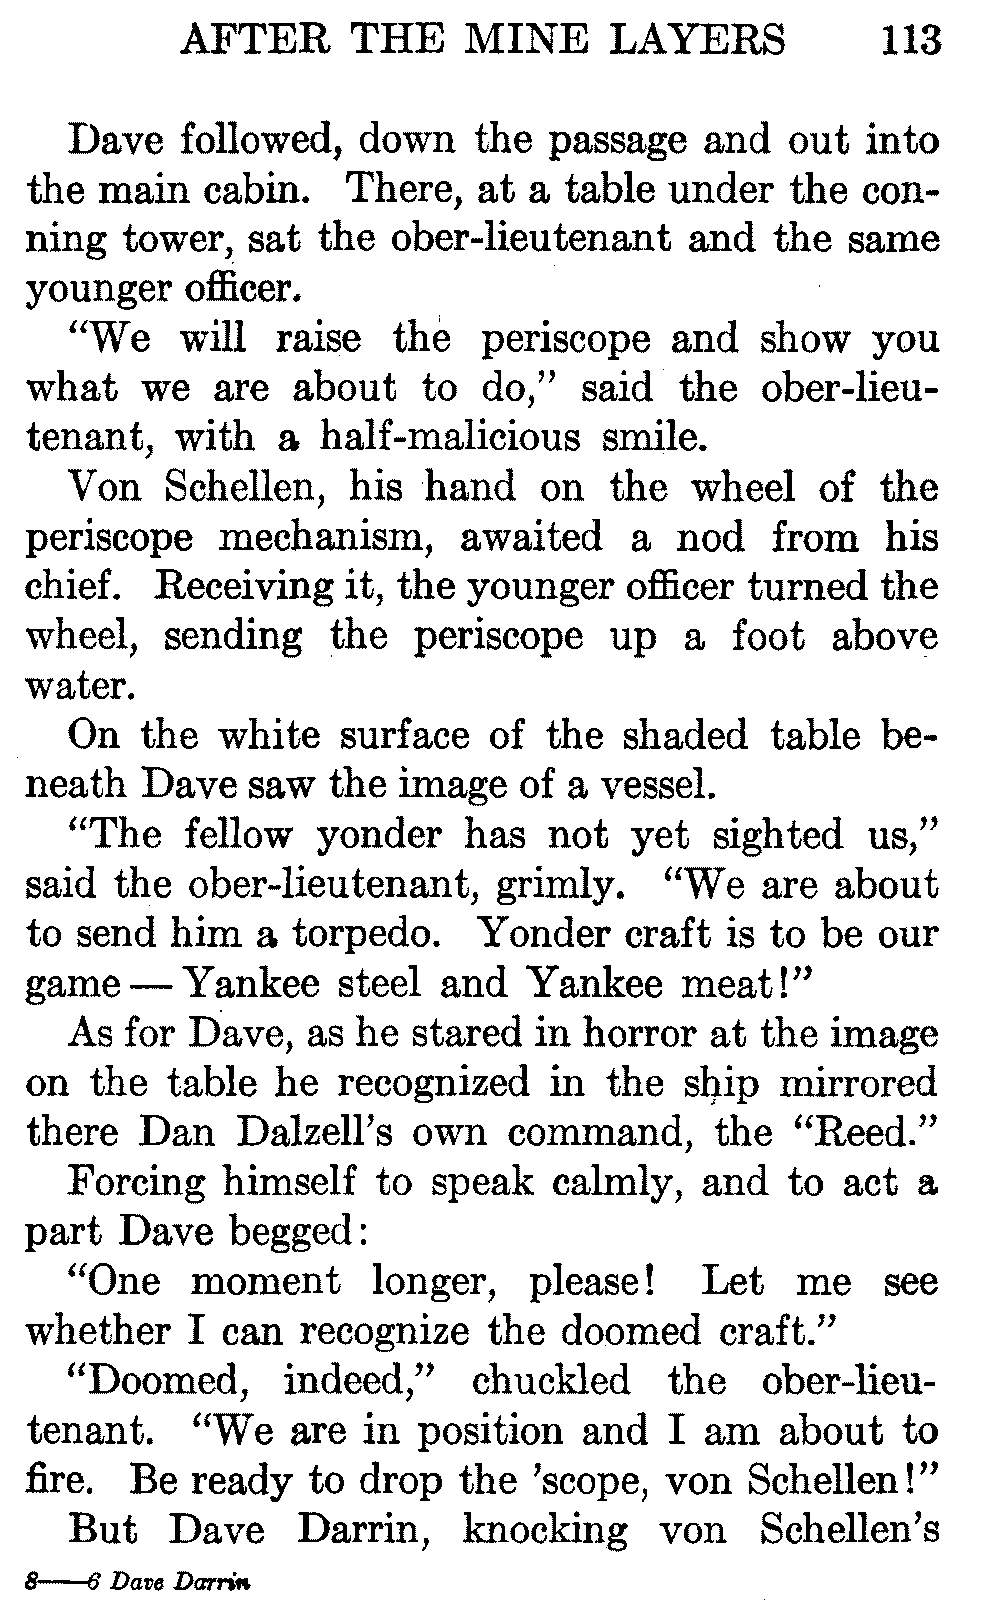 AFTER THE MINE LAYERS 113
Dave followed, down the passage and out into
the main cabin. There, at a table under the con-
ning tower, sat the ober-lieutenant and the same
younger officer.
“We will raise the periscope and show you
what we are about to do,” said the ober-lieu-
tenant, with a half-malicious smile.
Von Schellen, his hand on the wheel of the
periscope mechanism, awaited a nod from his
chief. Receiving it, the younger officer turned the
wheel, sending the periscope up a foot above
water.
On the white surface of the shaded table be-
neath Dave saw the image of a vessel.
“The fellow yonder has not yet sighted us,”
said the ober-lieutenant, grimly. “We are about
to send him a torpedo. Yonder craft is to be our
game — Yankee steel and Yankee meat!”
As for Dave, as he stared in horror at the image
on the table he recognized in the ship mirrored
there Dan Dalzell’s own command, the “Reed.”
Forcing himself to speak calmly, and to act a
part Dave begged:
“One moment longer, please! Let me see
whether I can recognize the doomed craft.”
“Doomed, indeed,” chuckled the ober-lieu-
tenant. “We are in position and I am about to
fire. Be ready to drop the ’scope, von Schellen!”
But Dave Darrin, knocking von Schellen’s
8—6 Dave Darrin